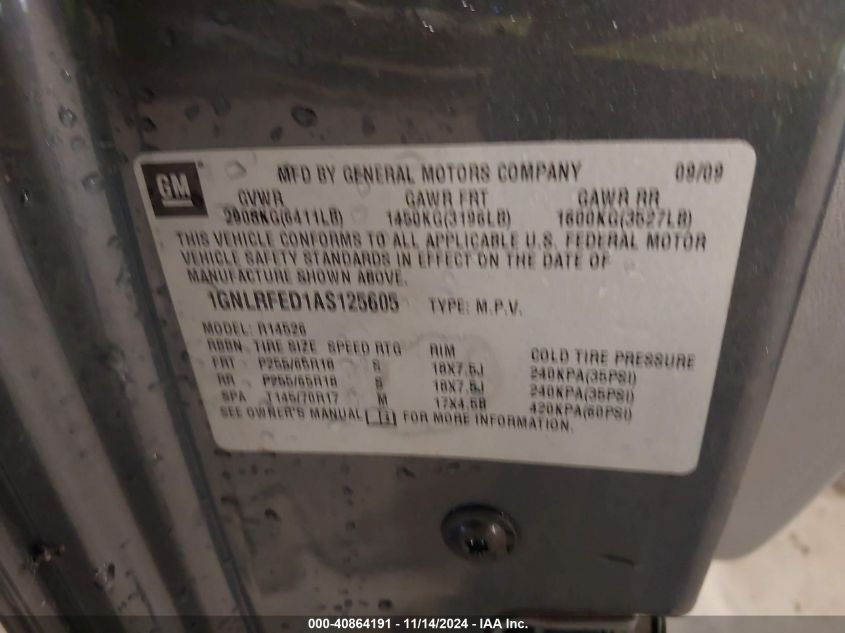 GM
MFD BY GENERAL MOTORS COMPANY 09/09
GVWR GAWR FRT GAWR RR
2908KG(6411LB) 1450KG(3196LB) 1600KG(3527LB)
THIS VEHICLE CONFORMS TO ALL APPLICABLE U.S. FEDERAL MOTOR
VEHICLE SAFETY STANDARDS IN EFFECT ON THE DATE OF
MANUFACTURE SHOWN ABOVE.
1GNLRFED1AS125605 TYPE: M.P.V.
MODEL: R14526
RBBN TIRE SIZE SPEED RTG RIM COLD TIRE PRESSURE
FRT P255/65R18 S 18X7.5J 240KPA(35PSI)
RR P255/65R18 S 18X7.5J 240KPA(35PSI)
SPA T145/70R17 M 17X4.5B 420KPA(60PSI)
SEE OWNER'S MANUAL FOR MORE INFORMATION.
000-40864191 - 11/14/2024 - IAA Inc.